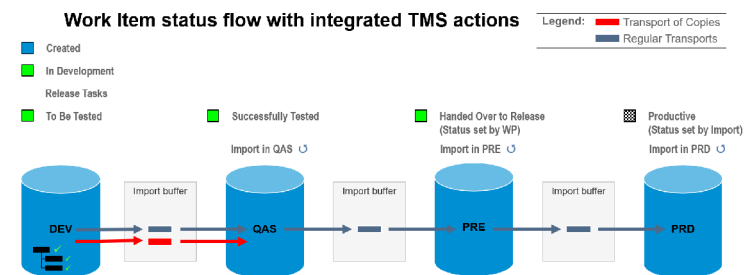 Work Item status flow with integrated TMS actions
Legend:
Transport of Copies
Regular Transports
Created
In Development
Release Tasks
To Be Tested
Successfully Tested
Handed Over to Release
(Status set by WP)
Productive
(Status set by Import)
Import in QAS
Import in PRE
Import in PRD
Import buffer
Import buffer
Import buffer
DEV
QAS
PRE
PRD